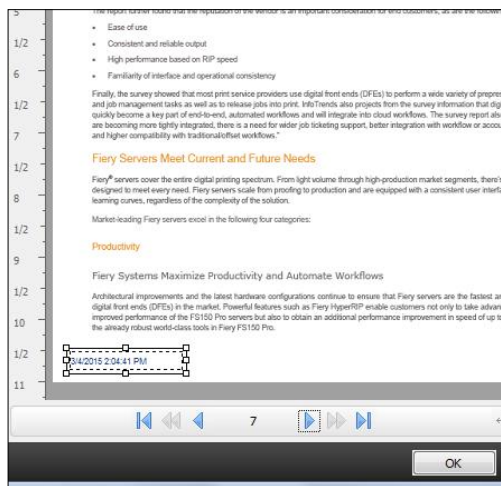 5
The report further found that the reputation of the vendor is an important consideration for end customers, as are the
1/2
• Ease of use
• Consistent and reliable output
• High performance based on RIP speed
6
• Familiarity of interface and operational consistency
Finally, the survey showed that most print service providers use digital front ends (DFEs) to perform a wide variety of
1/2
and job management tasks as well as to release jobs into print. InfoTrends also projects from the survey information that
quickly become a key part of end-to-end, automated workflows and will integrate into cloud workflows. The survey report
7
are becoming more tightly integrated, there is a need for wider job ticketing support, better integration with workflow or
and higher compatibility with traditional/offset workflows."
1/2
Fiery Servers Meet Current and Future Needs
Fiery® servers cover the entire digital printing spectrum. From light volume through high-production market segments, there's
8
designed to meet every need. Fiery servers scale from proofing to production and are equipped with a consistent user
learning curves, regardless of the complexity of the solution.
1/2
Market-leading Fiery servers excel in the following four categories:
Productivity
9
Fiery Systems Maximize Productivity and Automate Workflows
1/2
Architectural improvements and the latest hardware configurations continue to ensure that Fiery servers are the fastest
digital front ends (DFEs) in the market. Powerful features such as Fiery HyperRIP enable customers not only to take
10
improved performance of the FS150 Pro servers but also to obtain an additional performance improvement in speed of up
the already robust world-class tools in Fiery FS150 Pro.
1/2
3/4/2015 2:04:41 PM
11
7
OK